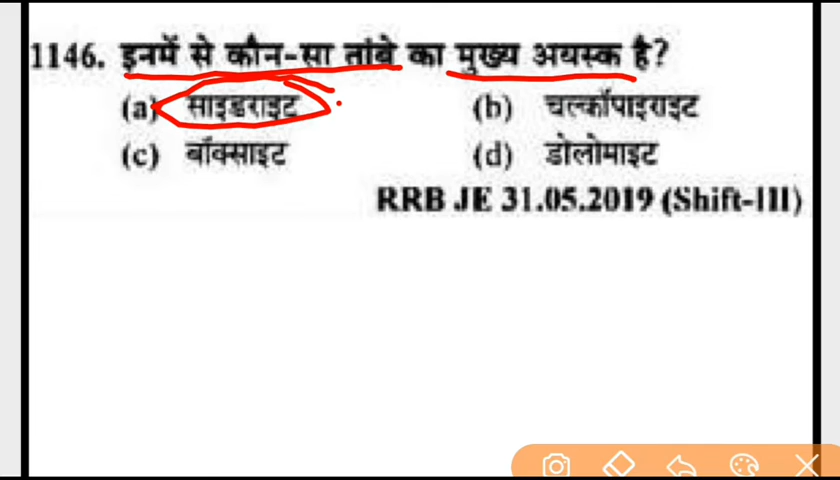 1146. इनमें से कौन-सा तांबे का मुख्य अयस्क है?
(a) साइडराइट (b) चल्कॉपाइराइट
(c) बॉक्साइट (d) डोलोमाइट
RRB JE 31.05.2019 (Shift-III)